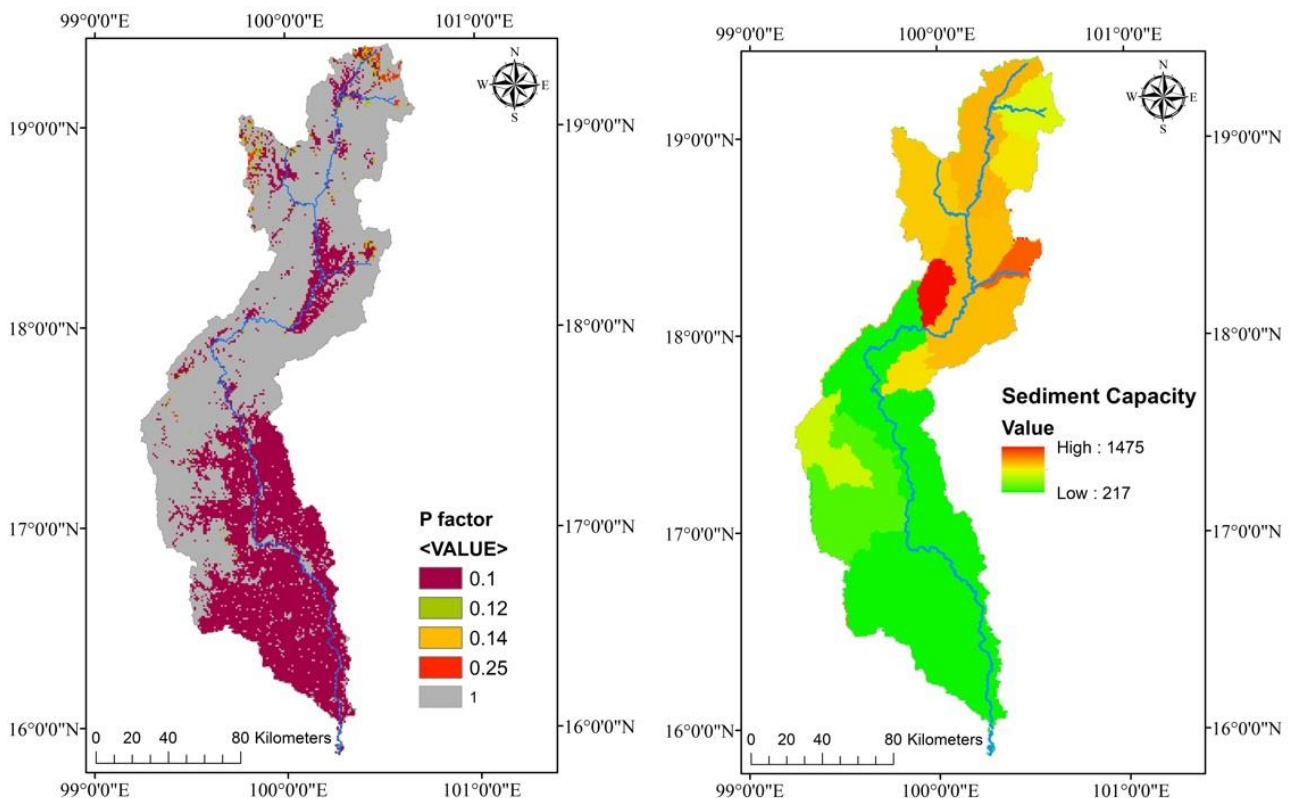 99°0'0"E 100°0'0"E 101°0'0"E
N
W E
S
19°0'0"N 19°0'0"N
18°0'0"N 18°0'0"N
17°0'0"N 17°0'0"N
16°0'0"N 16°0'0"N
P factor
<VALUE>
0.1
0.12
0.14
0.25
1
0 20 40 80 Kilometers
99°0'0"E 100°0'0"E 101°0'0"E
99°0'0"E 100°0'0"E 101°0'0"E
N
W E
S
19°0'0"N 19°0'0"N
18°0'0"N 18°0'0"N
17°0'0"N 17°0'0"N
16°0'0"N 16°0'0"N
Sediment Capacity
Value
High : 1475
Low : 217
0 20 40 80 Kilometers
99°0'0"E 100°0'0"E 101°0'0"E